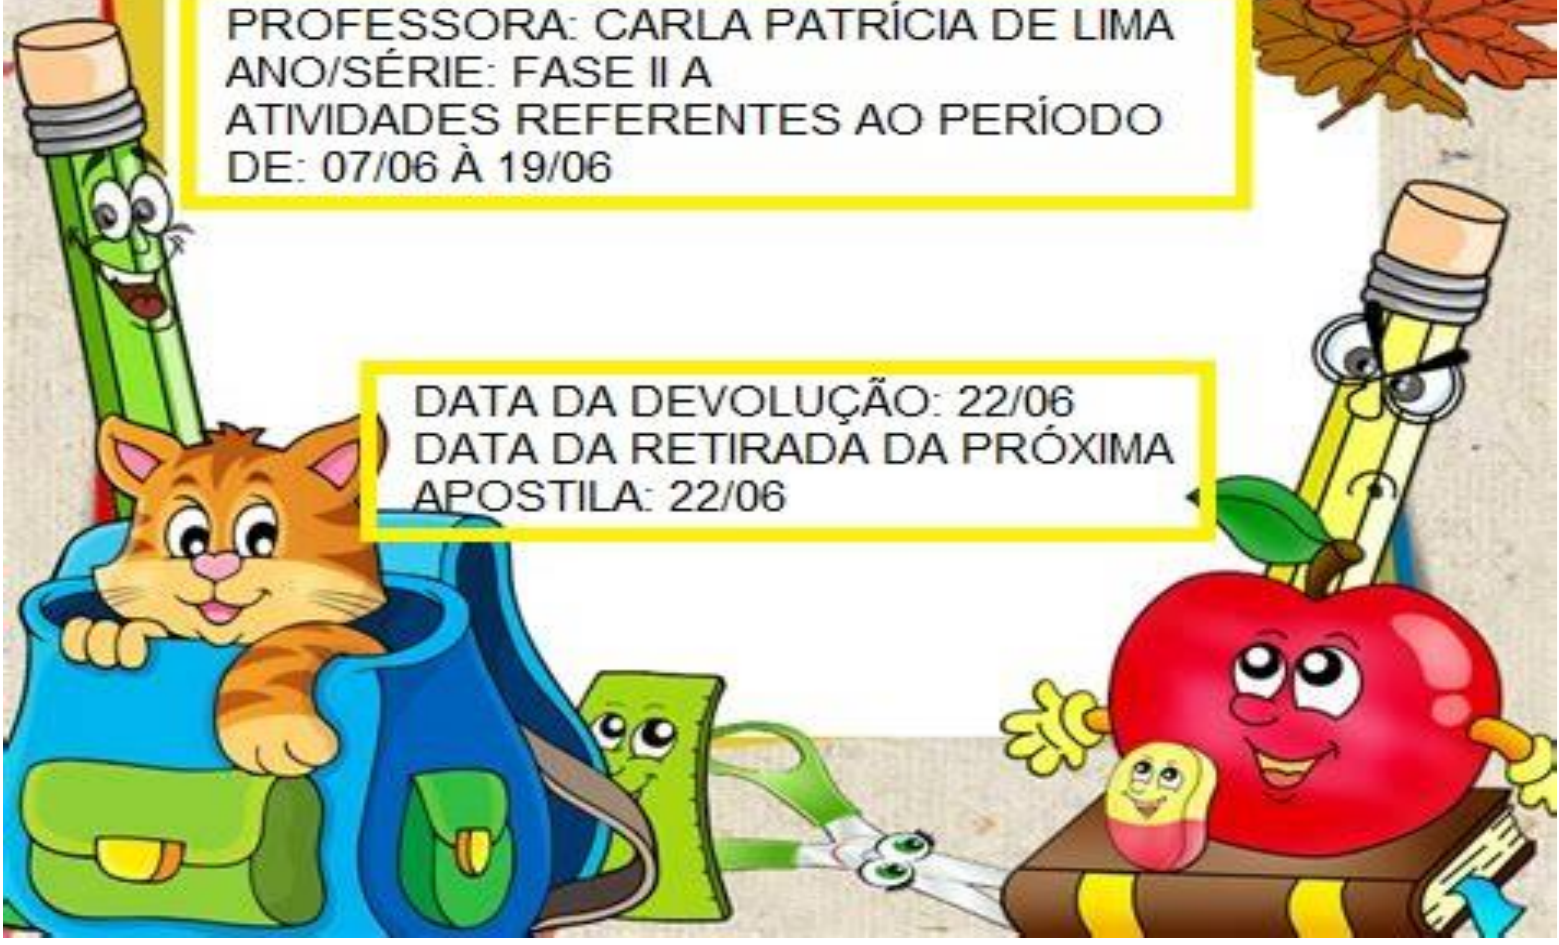 PROFESSORA: CARLA PATRÍCIA DE LIMA
ANO/SÉRIE: FASE II A
ATIVIDADES REFERENTES AO PERÍODO
DE: 07/06 À 19/06
DATA DA DEVOLUÇÃO: 22/06
DATA DA RETIRADA DA PRÓXIMA
APOSTILA: 22/06